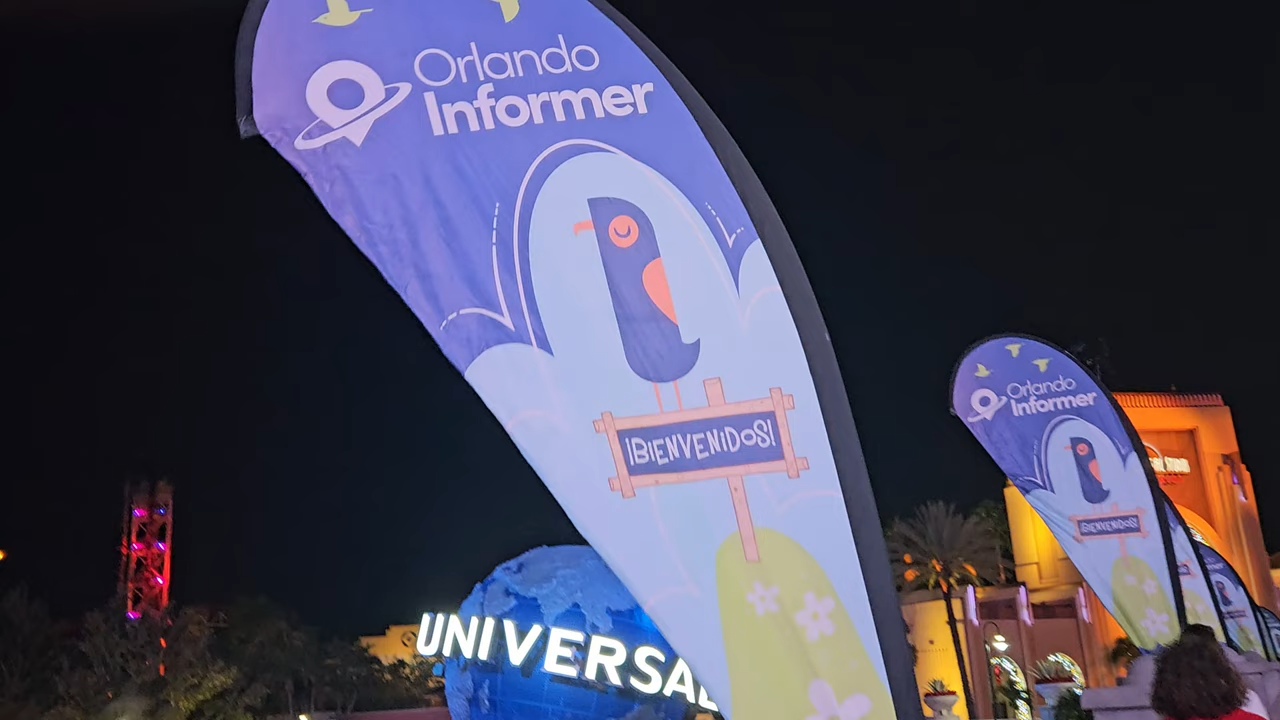 Orlando
Informer
¡BIENVENIDOS!
UNIVERSAL
Orlando
Informer
¡BIENVENIDOS!